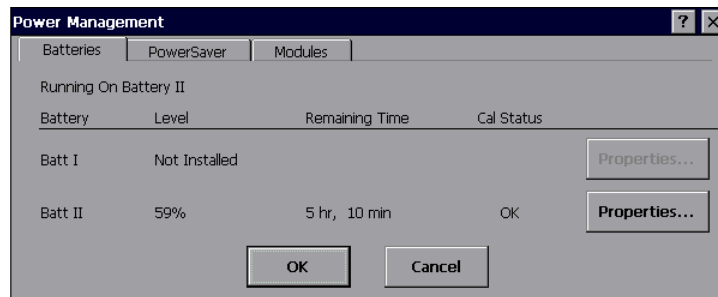 Power Management ? ×
Batteries PowerSaver Modules
Running On Battery II
Battery Level Remaining Time Cal Status
Batt I Not Installed Properties...
Batt II 59% 5 hr, 10 min OK Properties...
OK Cancel